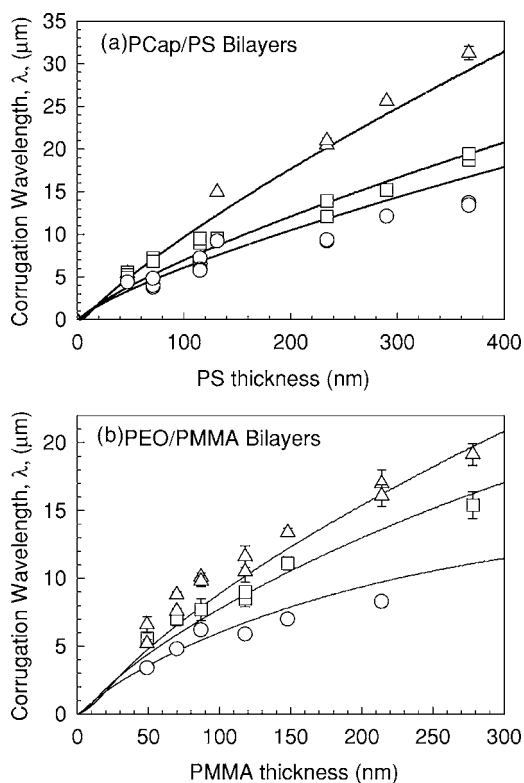 (a)PCap/PS Bilayers
Corrugation Wavelength, λ, (μm)
35
30
25
20
15
10
5
0
0 100 200 300 400
PS thickness (nm)
(b)PEO/PMMA Bilayers
Corrugation Wavelength, λ, (μm)
20
15
10
5
0
0 50 100 150 200 250 300
PMMA thickness (nm)